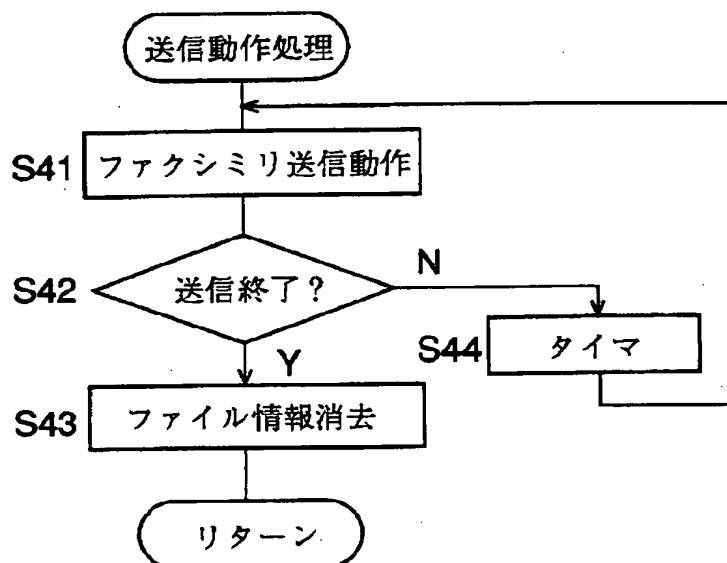 送信動作処理
S41 ファクシミリ送信動作
S42 送信終了?
N
S44 タイマ
Y
S43 ファイル情報消去
リターン